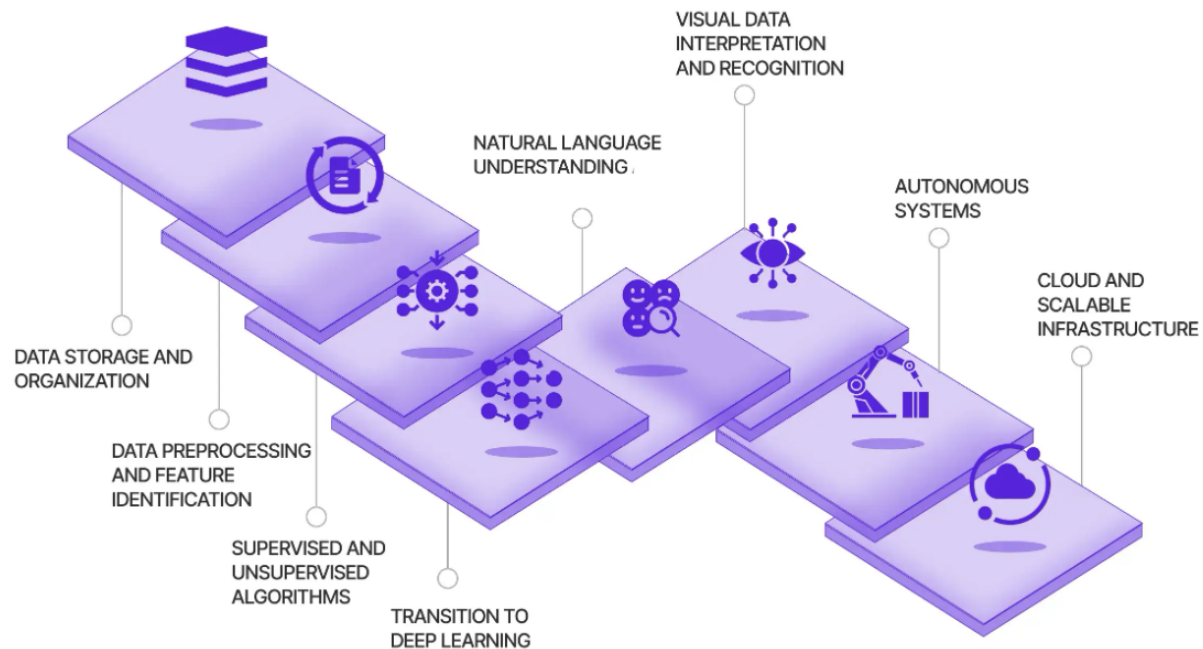 DATA STORAGE AND
ORGANIZATION
DATA PREPROCESSING
AND FEATURE
IDENTIFICATION
SUPERVISED AND
UNSUPERVISED
ALGORITHMS
TRANSITION TO
DEEP LEARNING
NATURAL LANGUAGE
UNDERSTANDING
VISUAL DATA
INTERPRETATION
AND RECOGNITION
AUTONOMOUS
SYSTEMS
CLOUD AND
SCALABLE
INFRASTRUCTURE